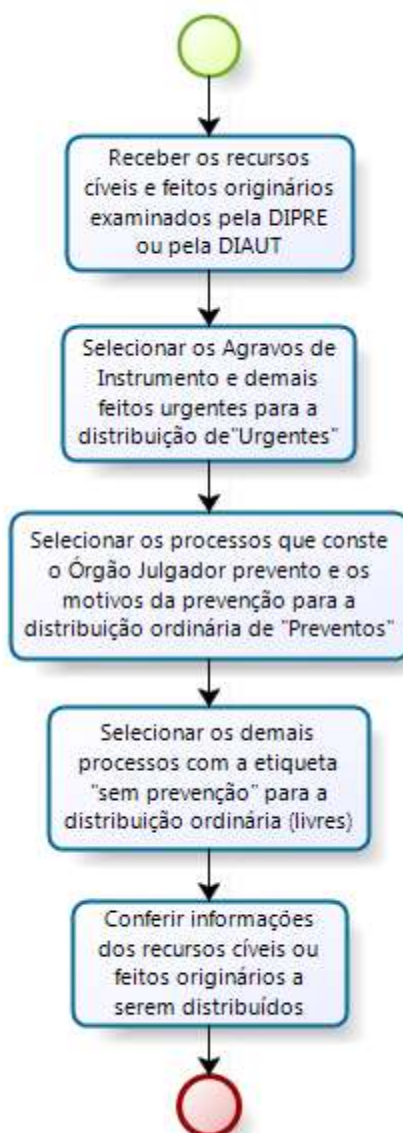 Receber os recursos
cíveis e feitos originários
examinados pela DIPRE
ou pela DIAUT
Selecionar os Agravos de
Instrumento e demais
feitos urgentes para a
distribuição de"Urgentes"
Selecionar os processos que conste
o Órgão Julgador prevento e os
motivos da prevenção para a
distribuição ordinária de "Preventos"
Selecionar os demais
processos com a etiqueta
"sem prevenção" para a
distribuição ordinária (livres)
Conferir informações
dos recursos cíveis ou
feitos originários a
serem distribuídos